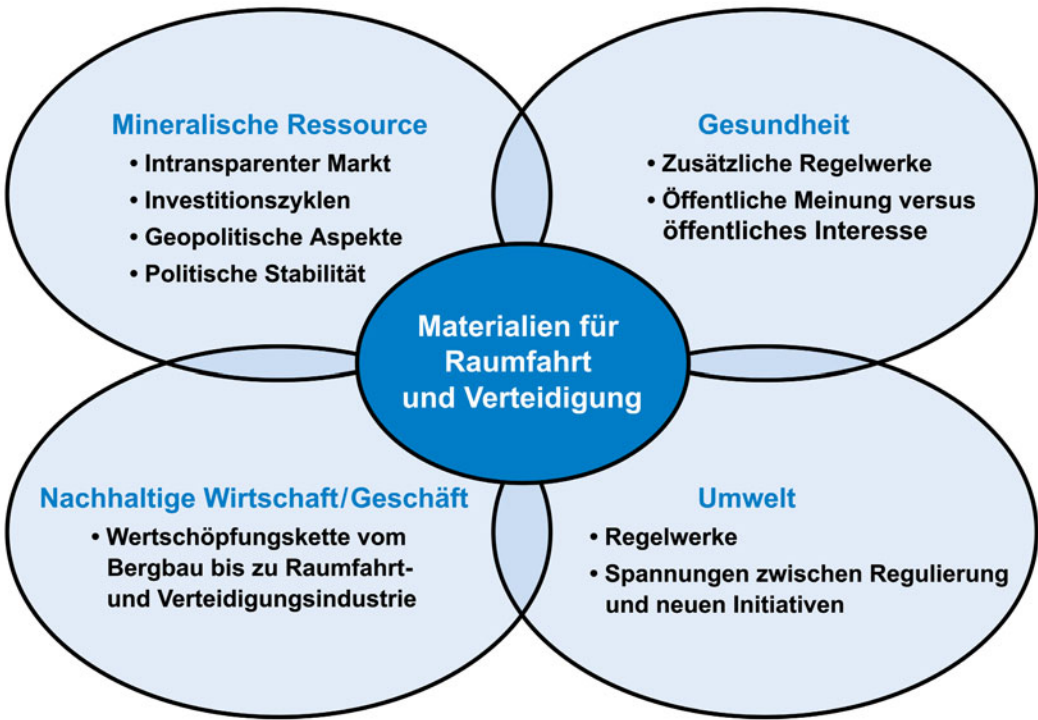 Mineralische Ressource
• Intransparenter Markt
• Investitionszyklen
• Geopolitische Aspekte
• Politische Stabilität
Gesundheit
• Zusätzliche Regelwerke
• Öffentliche Meinung versus
öffentliches Interesse
Materialien für
Raumfahrt
und Verteidigung
Nachhaltige Wirtschaft/Geschäft
• Wertschöpfungskette vom
Bergbau bis zu Raumfahrt-
und Verteidigungsindustrie
Umwelt
• Regelwerke
• Spannungen zwischen Regulierung
und neuen Initiativen